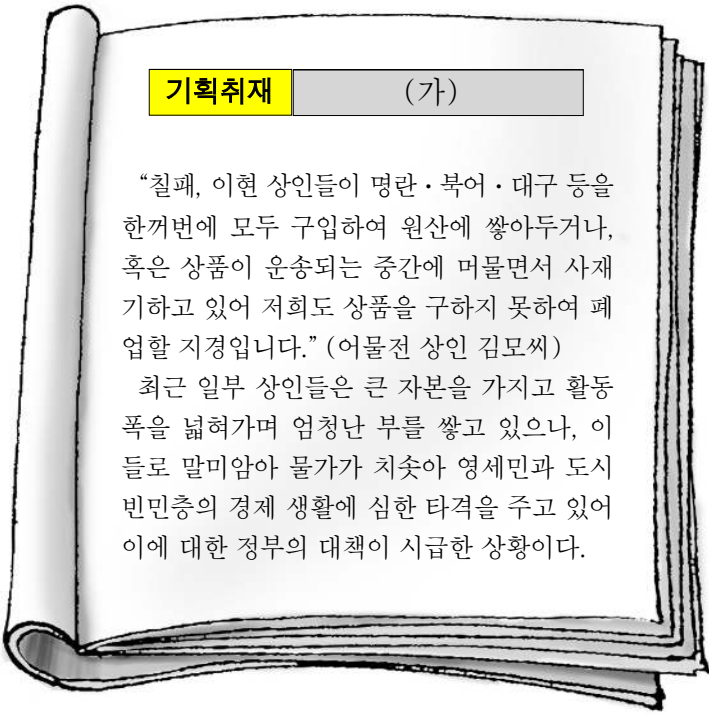 기획취재 (가)
“칠패, 이현 상인들이 명란・북어・대구 등을
한꺼번에 모두 구입하여 원산에 쌓아두거나,
혹은 상품이 운송되는 중간에 머물면서 사재
기하고 있어 저희도 상품을 구하지 못하여 폐
업할 지경입니다.” (어물전 상인 김모씨)
최근 일부 상인들은 큰 자본을 가지고 활동
폭을 넓혀가며 엄청난 부를 쌓고 있으나, 이
들로 말미암아 물가가 치솟아 영세민과 도시
빈민층의 경제 생활에 심한 타격을 주고 있어
이에 대한 정부의 대책이 시급한 상황이다.